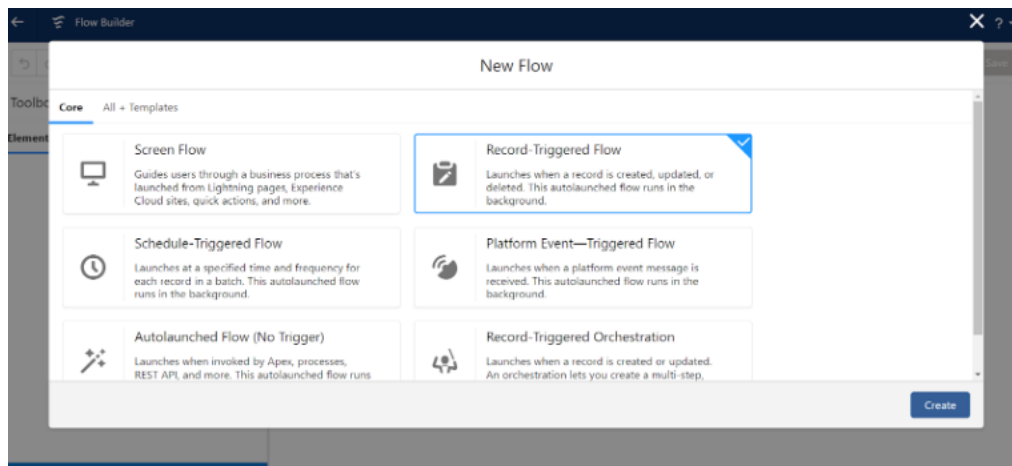 Flow Builder
?
Save
New Flow
Toolbo
Element
Core
All + Templates
Screen Flow
Guides users through a business process that's
launched from Lightning pages, Experience
Cloud sites, quick actions, and more.
Record-Triggered Flow
Launches when a record is created, updated, or
deleted. This autolaunched flow runs in the
background.
Schedule-Triggered Flow
Launches at a specified time and frequency for
each record in a batch. This autolaunched flow
runs in the background.
Platform Event—Triggered Flow
Launches when a platform event message is
received. This autolaunched flow runs in the
background.
Autolaunched Flow (No Trigger)
Launches when invoked by Apex, processes,
REST API, and more. This autolaunched flow runs
Record-Triggered Orchestration
Launches when a record is created or updated.
An orchestration lets you create a multi-step,
Create